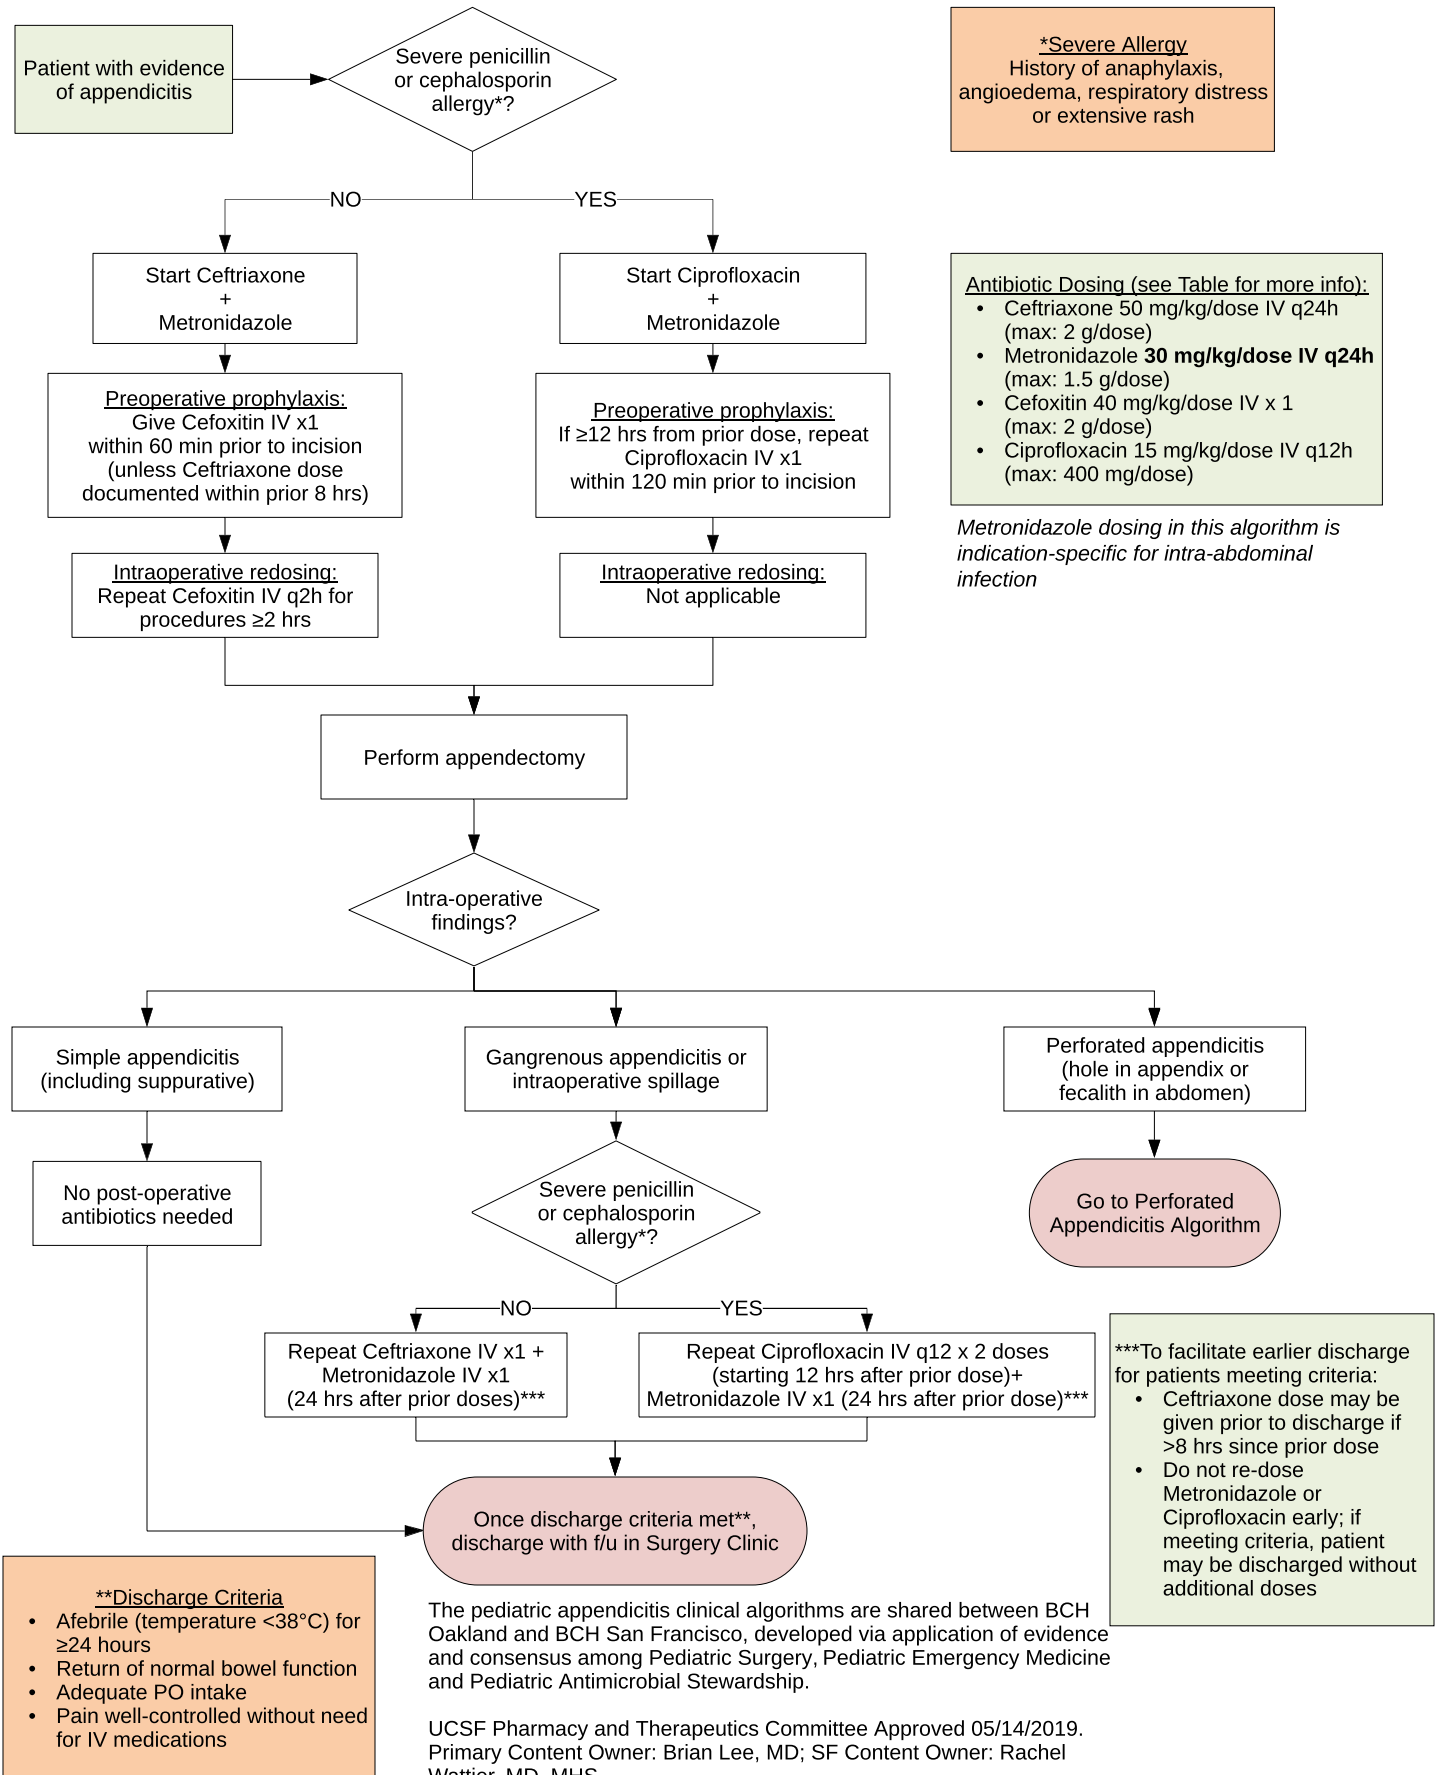 Patient with evidence
of appendicitis
Severe penicillin
or cephalosporin
allergy*?
*Severe Allergy
History of anaphylaxis,
angioedema, respiratory distress
or extensive rash
NO
YES
Start Ceftriaxone
+
Metronidazole
Start Ciprofloxacin
+
Metronidazole
Antibiotic Dosing (see Table for more info):
• Ceftriaxone 50 mg/kg/dose IV q24h
(max: 2 g/dose)
• Metronidazole 30 mg/kg/dose IV q24h
(max: 1.5 g/dose)
• Cefoxitin 40 mg/kg/dose IV x 1
(max: 2 g/dose)
• Ciprofloxacin 15 mg/kg/dose IV q12h
(max: 400 mg/dose)
Metronidazole dosing in this algorithm is
indication-specific for intra-abdominal
infection
Preoperative prophylaxis:
Give Cefoxitin IV x1
within 60 min prior to incision
(unless Ceftriaxone dose
documented within prior 8 hrs)
Preoperative prophylaxis:
If ≥12 hrs from prior dose, repeat
Ciprofloxacin IV x1
within 120 min prior to incision
Intraoperative redosing:
Repeat Cefoxitin IV q2h for
procedures ≥2 hrs
Intraoperative redosing:
Not applicable
Perform appendectomy
Intra-operative
findings?
Simple appendicitis
(including suppurative)
Gangrenous appendicitis or
intraoperative spillage
Perforated appendicitis
(hole in appendix or
fecalith in abdomen)
No post-operative
antibiotics needed
Severe penicillin
or cephalosporin
allergy*?
Go to Perforated
Appendicitis Algorithm
NO
YES
Repeat Ceftriaxone IV x1 +
Metronidazole IV x1
(24 hrs after prior doses)***
Repeat Ciprofloxacin IV q12 x 2 doses
(starting 12 hrs after prior dose)+
Metronidazole IV x1 (24 hrs after prior dose)***
***To facilitate earlier discharge
for patients meeting criteria:
• Ceftriaxone dose may be
given prior to discharge if
>8 hrs since prior dose
• Do not re-dose
Metronidazole or
Ciprofloxacin early; if
meeting criteria, patient
may be discharged without
additional doses
Once discharge criteria met**,
discharge with f/u in Surgery Clinic
**Discharge Criteria
• Afebrile (temperature <38°C) for
≥24 hours
• Return of normal bowel function
• Adequate PO intake
• Pain well-controlled without need
for IV medications
The pediatric appendicitis clinical algorithms are shared between BCH
Oakland and BCH San Francisco, developed via application of evidence
and consensus among Pediatric Surgery, Pediatric Emergency Medicine
and Pediatric Antimicrobial Stewardship.
UCSF Pharmacy and Therapeutics Committee Approved 05/14/2019.
Primary Content Owner: Brian Lee, MD; SF Content Owner: Rachel
Wattier, MD, MHS